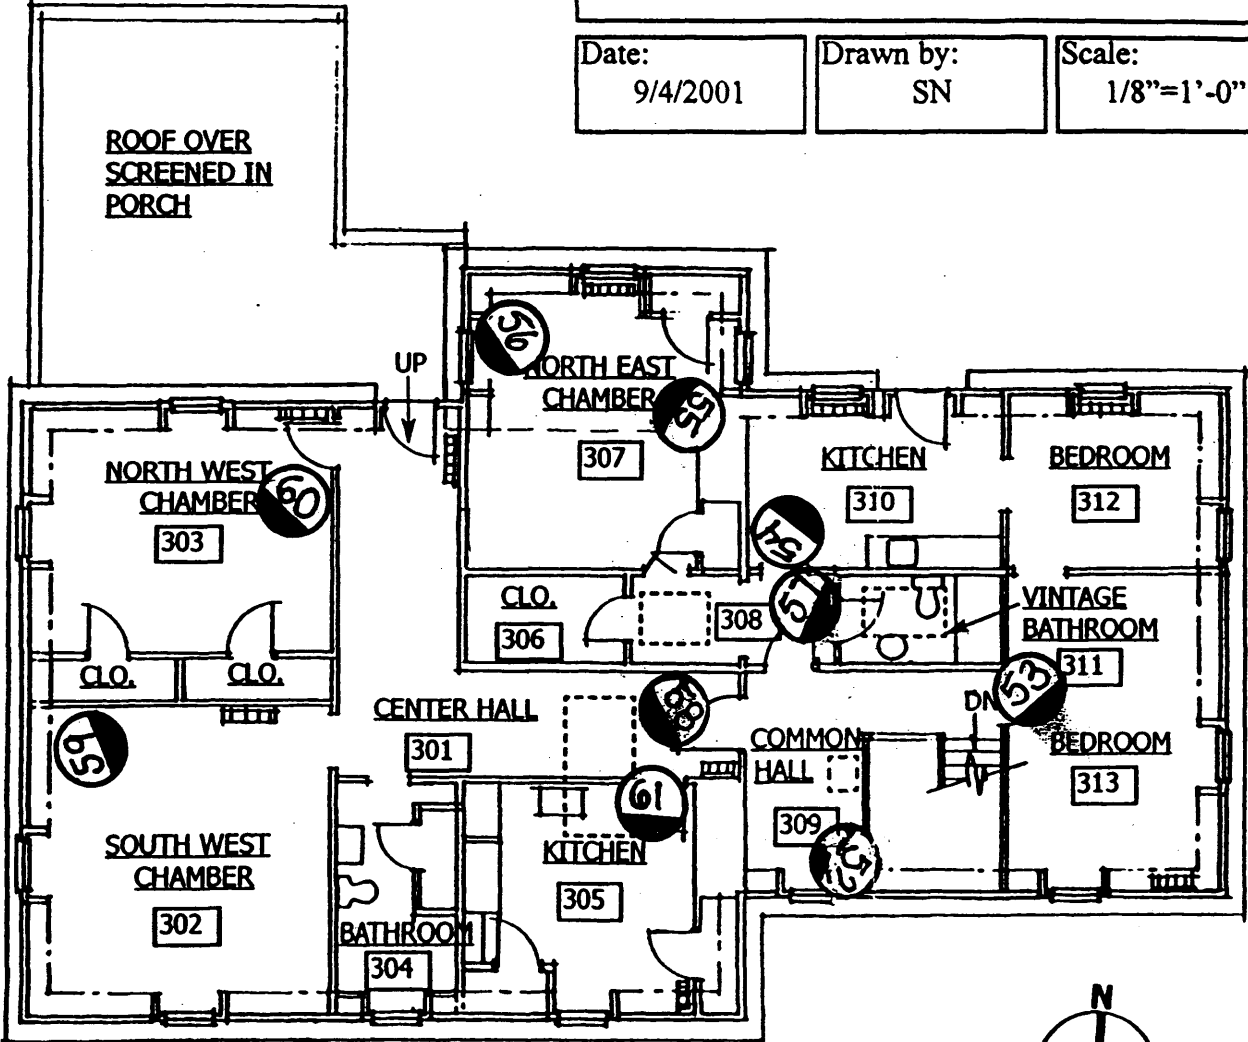 Date:
9/4/2001
Drawn by:
SN
Scale:
1/8”=1’-0”
ROOF OVER
SCREENED IN
PORCH
UP
56
NORTH EAST
CHAMBER
55
307
NORTH WEST
CHAMBER
60
303
KITCHEN
310
BEDROOM
312
54
CLO.
306
308
57
VINTAGE
BATHROOM
311
CLO.
CLO.
53
DN
CENTER HALL
301
58
59
COMMON
HALL
309
BEDROOM
313
61
KITCHEN
305
52
SOUTH WEST
CHAMBER
302
BATHROOM
304
N